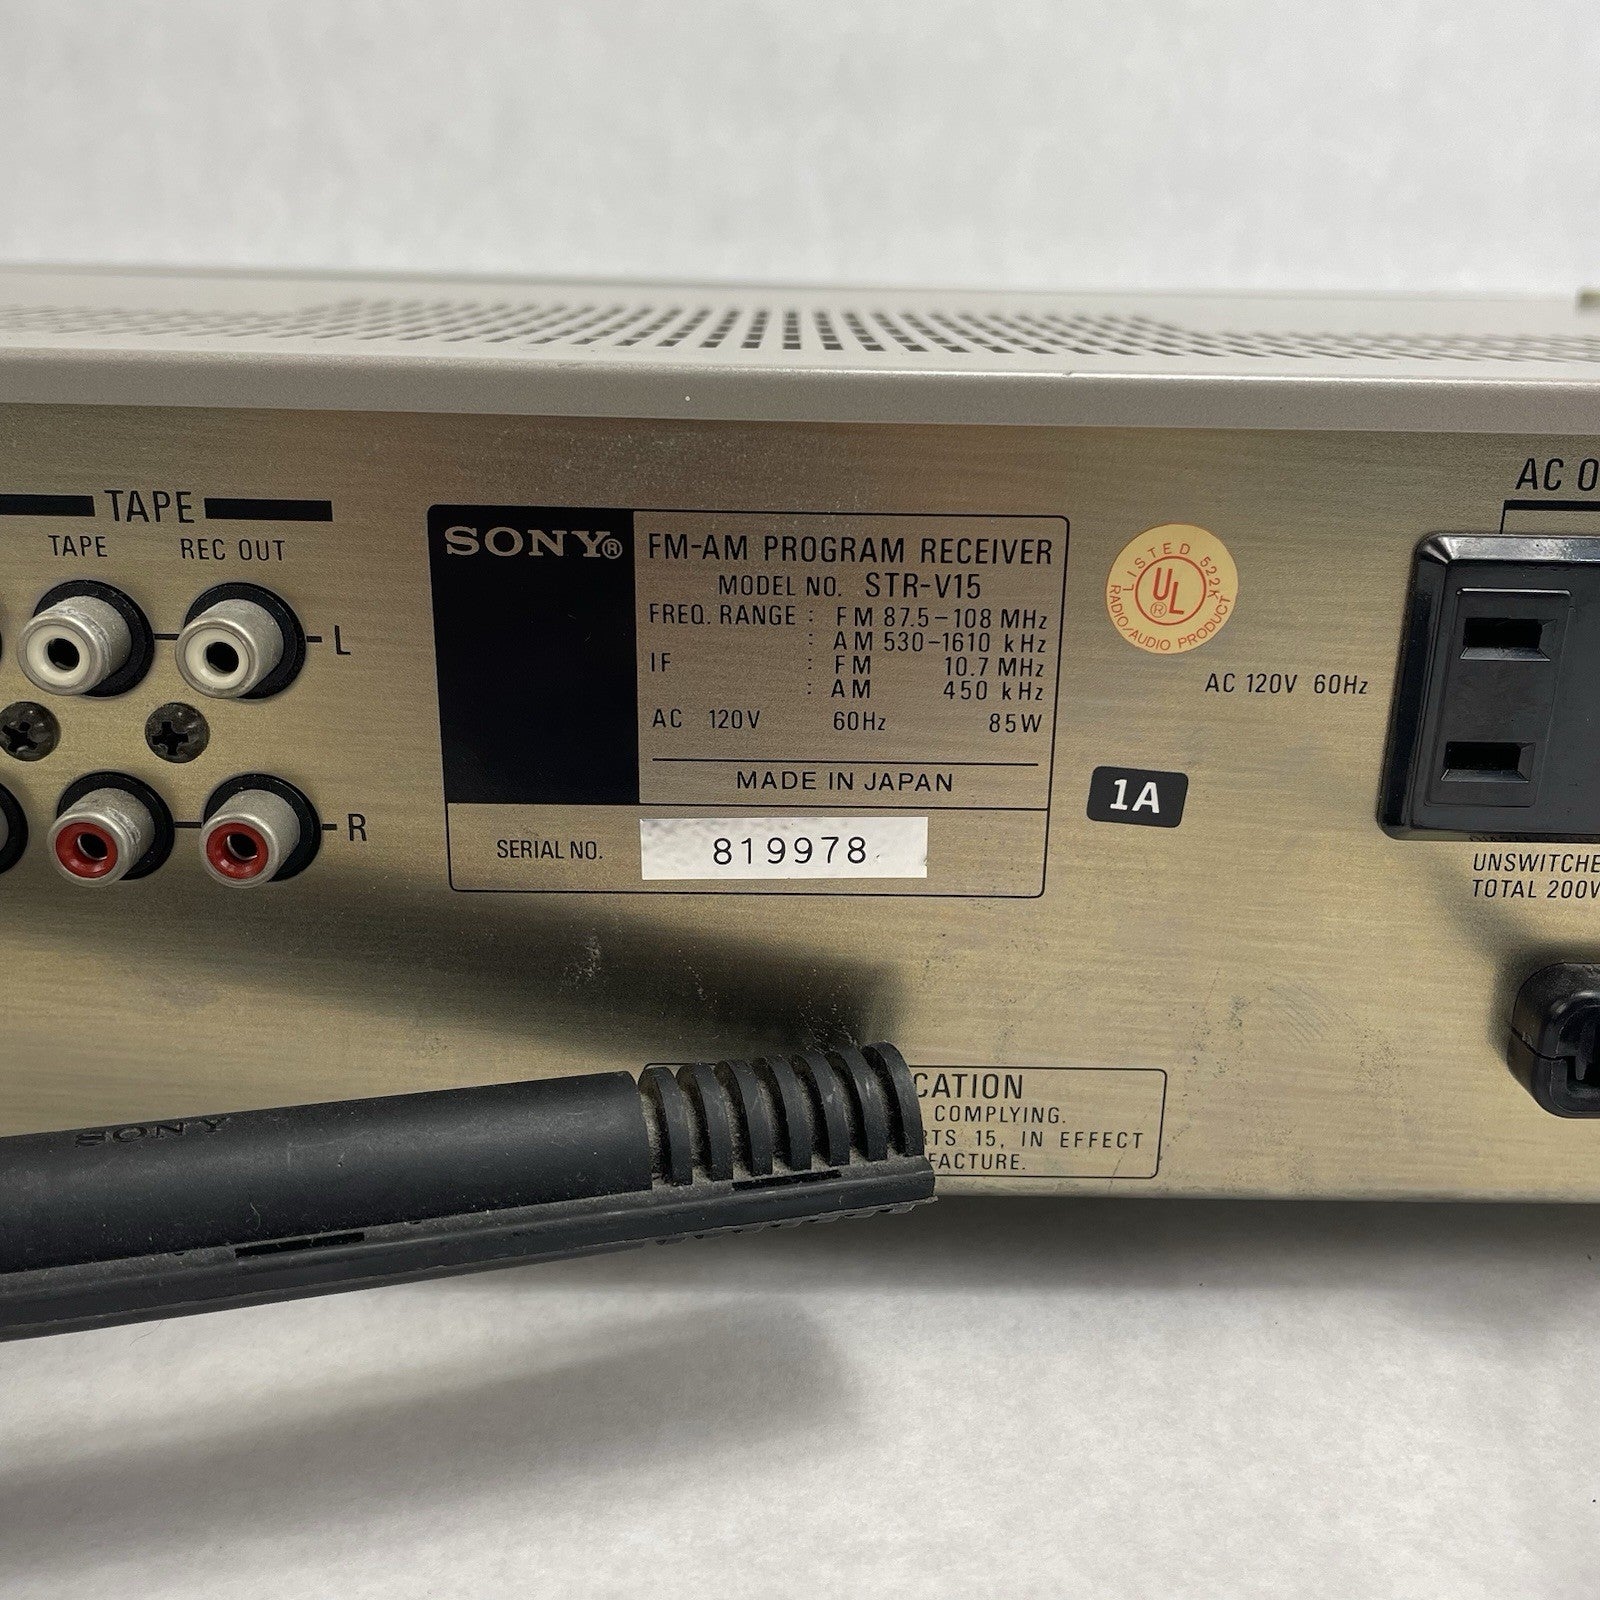 TAPE
TAPE REC OUT
L
R
SONY®
FM-AM PROGRAM RECEIVER
MODEL NO. STR-V15
FREQ. RANGE : FM 87.5-108 MHz
: AM 530-1610 kHz
IF : FM 10.7 MHz
: AM 450 kHz
AC 120V 60Hz 85W
MADE IN JAPAN
SERIAL NO. 819978
LISTED 522K
UL®
RADIO/AUDIO PRODUCT
1A
AC O
AC 120V 60Hz
UNSWITCHE
TOTAL 200W
SONY
CATION
COMPLYING.
RTS 15, IN EFFECT
FACTURE.